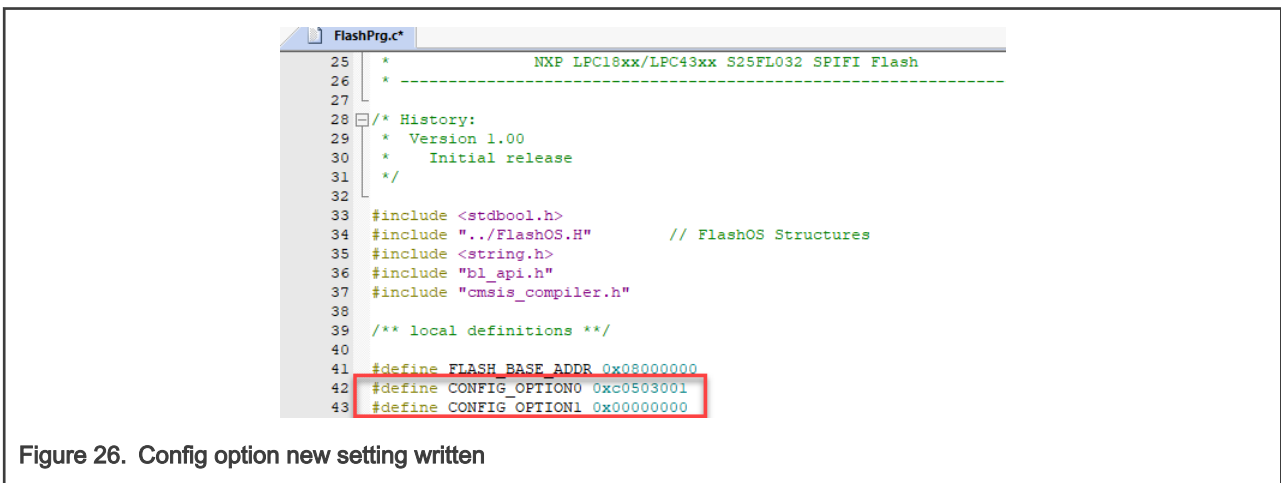 FlashPrg.c*
25 * NXP LPC18xx/LPC43xx S25FL032 SPIFI Flash
26 * ---------------------------------------------------------------
27
28 /* History:
29 * Version 1.00
30 * Initial release
31 */
32
33 #include <stdbool.h>
34 #include "../FlashOS.H" // FlashOS Structures
35 #include <string.h>
36 #include "bl_api.h"
37 #include "cmsis_compiler.h"
38
39 /** local definitions **/
40
41 #define FLASH_BASE_ADDR 0x08000000
42 #define CONFIG_OPTION0 0xc0503001
43 #define CONFIG_OPTION1 0x00000000
Figure 26. Config option new setting written